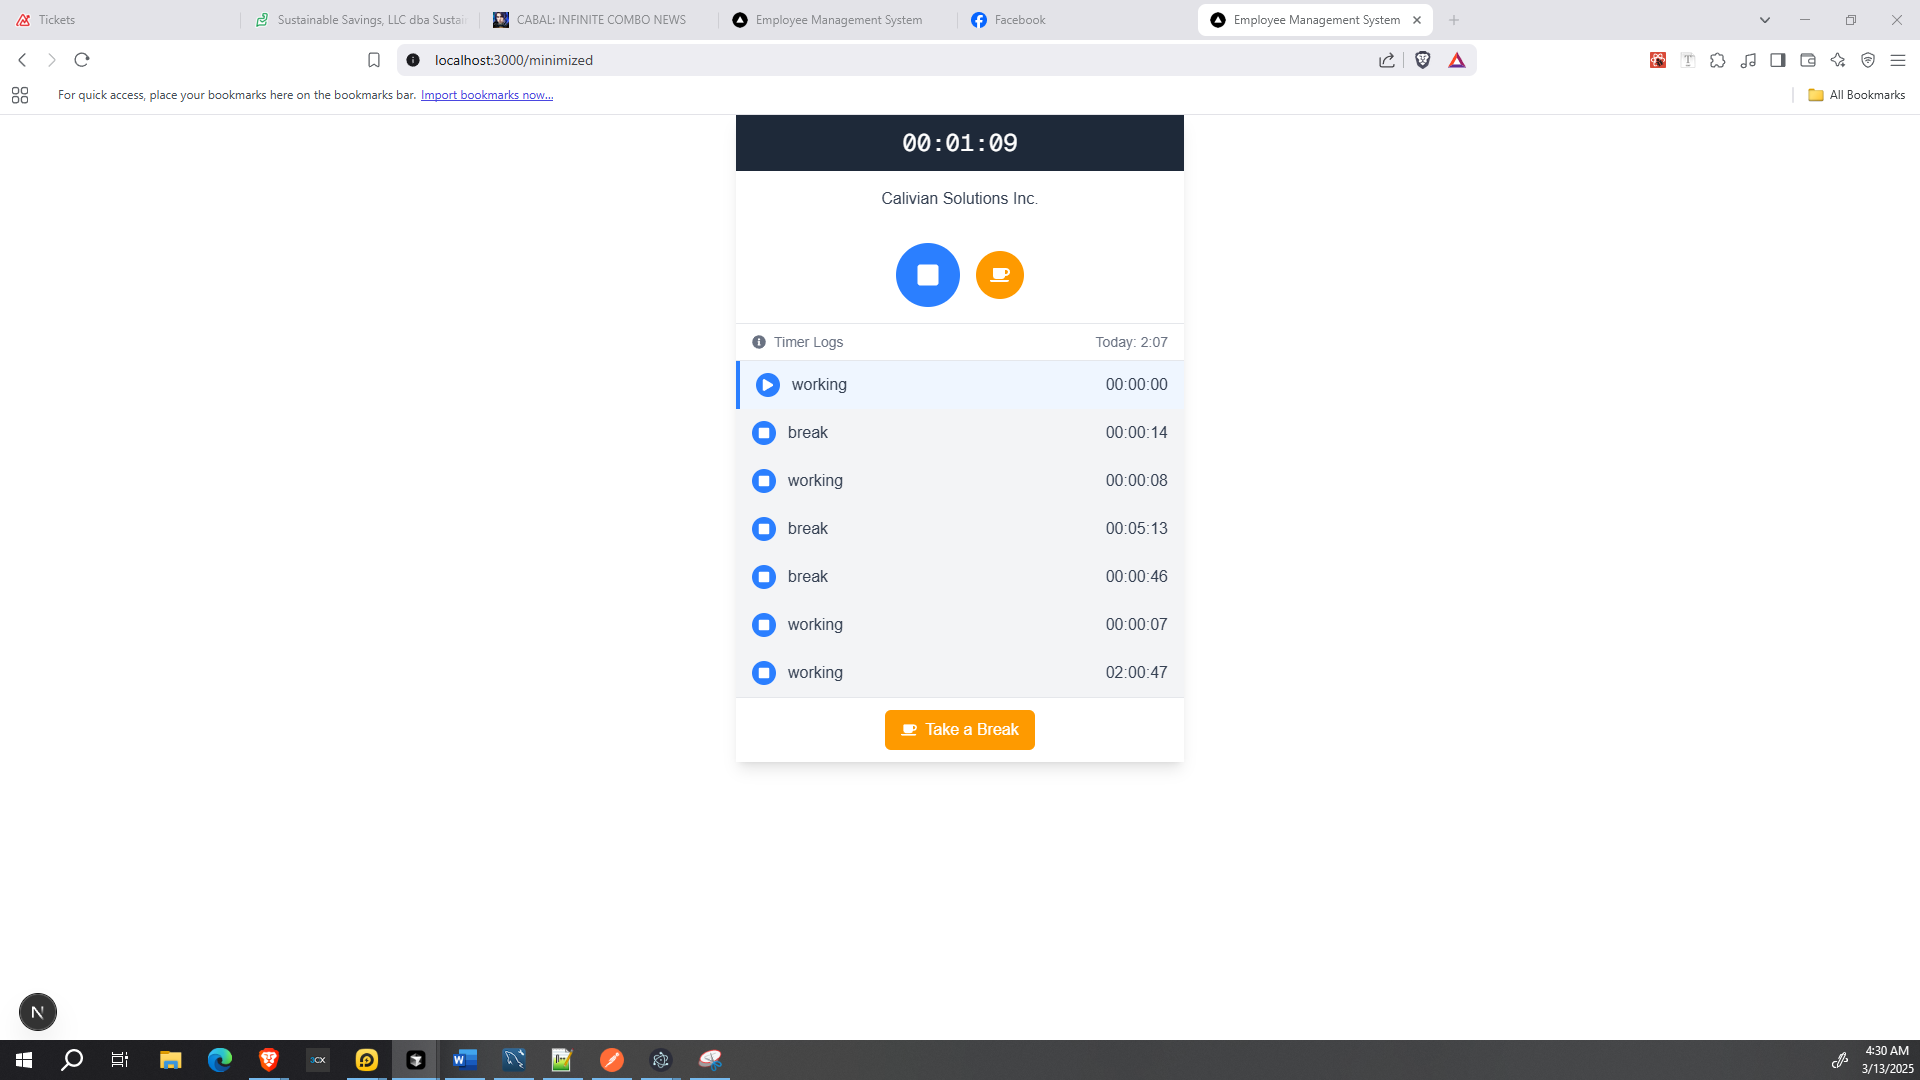 Tickets
Sustainable Savings, LLC dba Sustai
CABAL: INFINITE COMBO NEWS
Employee Management System
Facebook
Employee Management System
localhost:3000/minimized
For quick access, place your bookmarks here on the bookmarks bar. Import bookmarks now...
All Bookmarks
00:01:09
Calivian Solutions Inc.
Timer Logs Today: 2:07
working 00:00:00
break 00:00:14
working 00:00:08
break 00:05:13
break 00:00:46
working 00:00:07
working 02:00:47
Take a Break
N
3CX
4:30 AM
3/13/2025